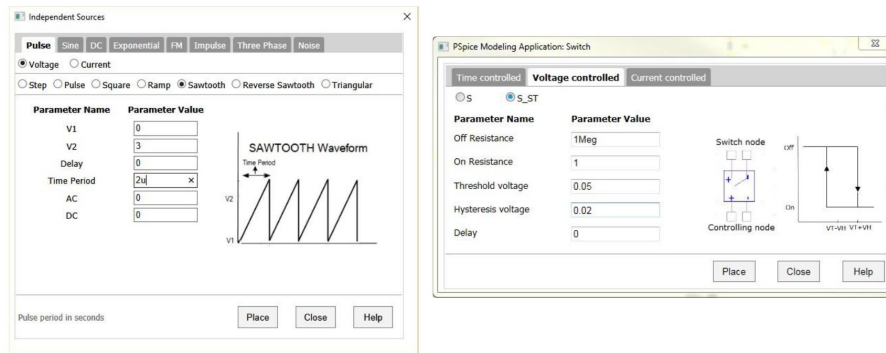 Independent Sources
Pulse Sine DC Exponential FM Impulse Three Phase Noise
Voltage Current
Step Pulse Square Ramp Sawtooth Reverse Sawtooth Triangular
Parameter Name Parameter Value
V1 0
V2 3
Delay 0
Time Period 2u
AC 0
DC 0
SAWTOOTH Waveform
Time Period
V2
V1
Pulse period in seconds
Place Close Help
PSpice Modeling Application: Switch
Time controlled Voltage controlled Current controlled
S S_ST
Parameter Name Parameter Value
Off Resistance 1Meg
On Resistance 1
Threshold voltage 0.05
Hysteresis voltage 0.02
Delay 0
Switch node
Controlling node
Off
On
VT-VH VT+VH
Place Close Help